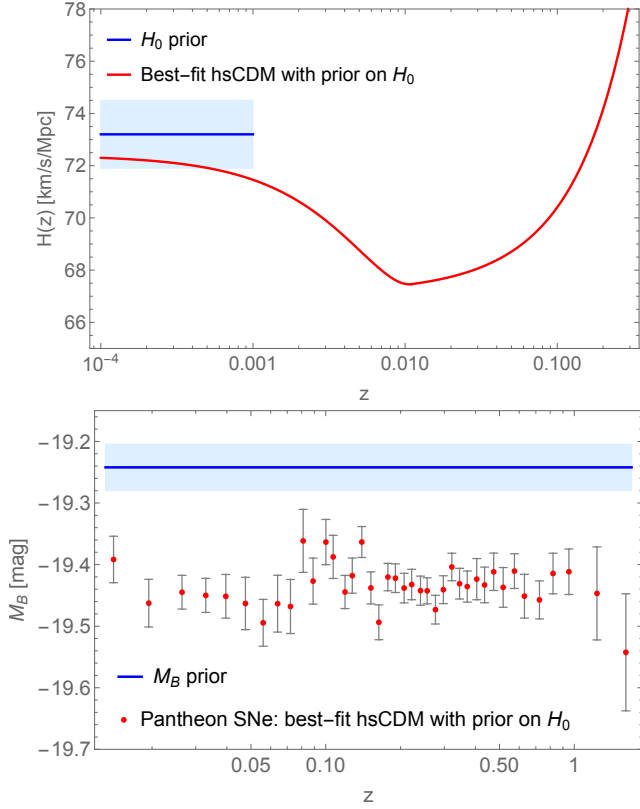 78
76
74
72
70
68
66
H(z) [km/s/Mpc]
H₀ prior
Best–fit hsCDM with prior on H₀
10⁻⁴
0.001
0.010
0.100
z
−19.2
−19.3
−19.4
−19.5
−19.6
−19.7
M_B [mag]
M_B prior
Pantheon SNe: best–fit hsCDM with prior on H₀
0.05
0.10
0.50
1
z